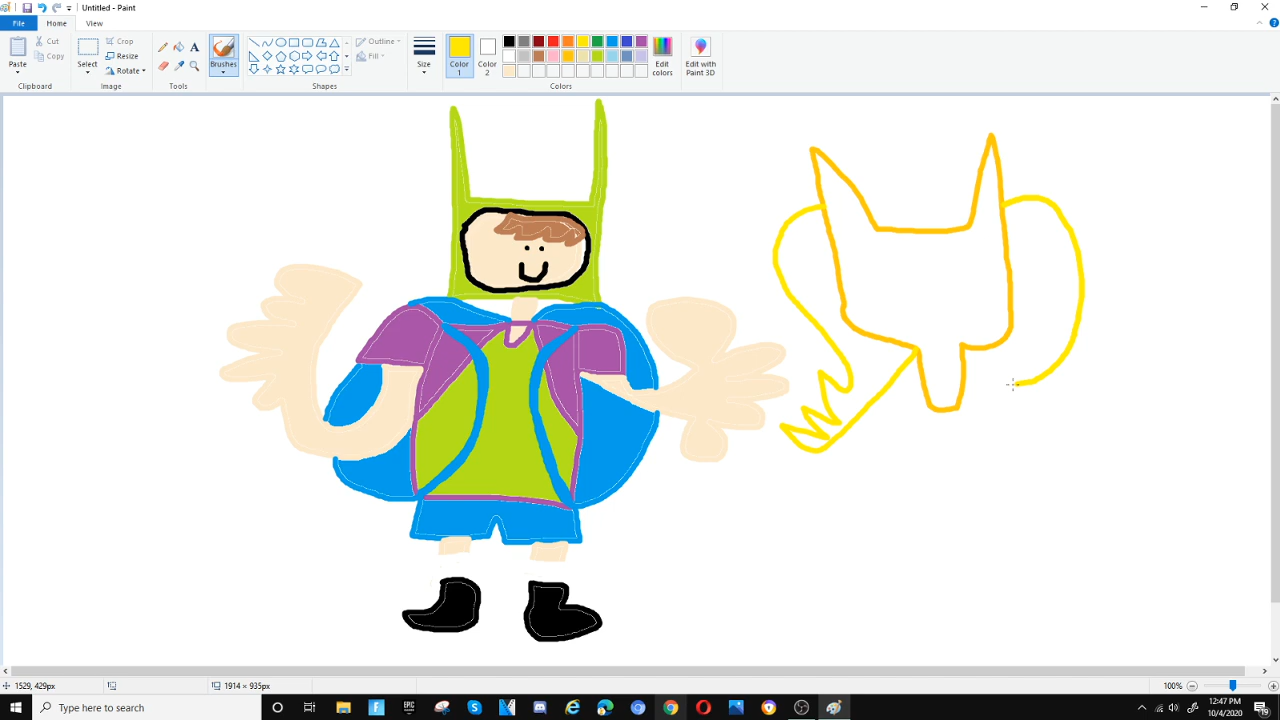 Untitled - Paint
File Home View
Paste
Cut
Copy
Clipboard
Select
Crop
Resize
Rotate
Image
A
Tools
Brushes
Shapes
Outline
Fill
Size
Color 1
Color 2
Edit colors
Colors
Edit with Paint 3D
1529, 429px
1914 × 935px
100%
Type here to search
EPIC
12:47 PM
10/4/2020
19